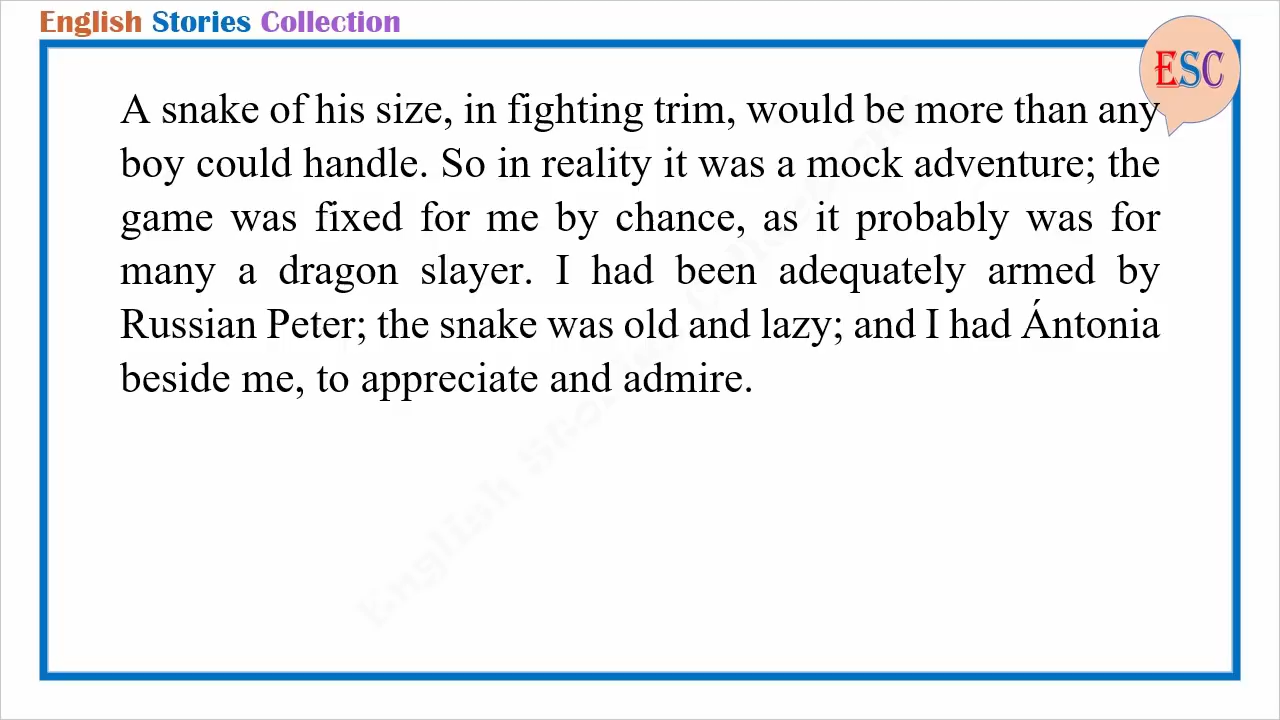 English Stories Collection
ESC
A snake of his size, in fighting trim, would be more than any
boy could handle. So in reality it was a mock adventure; the
game was fixed for me by chance, as it probably was for
many a dragon slayer. I had been adequately armed by
Russian Peter; the snake was old and lazy; and I had Ántonia
beside me, to appreciate and admire.
English Stories Collection